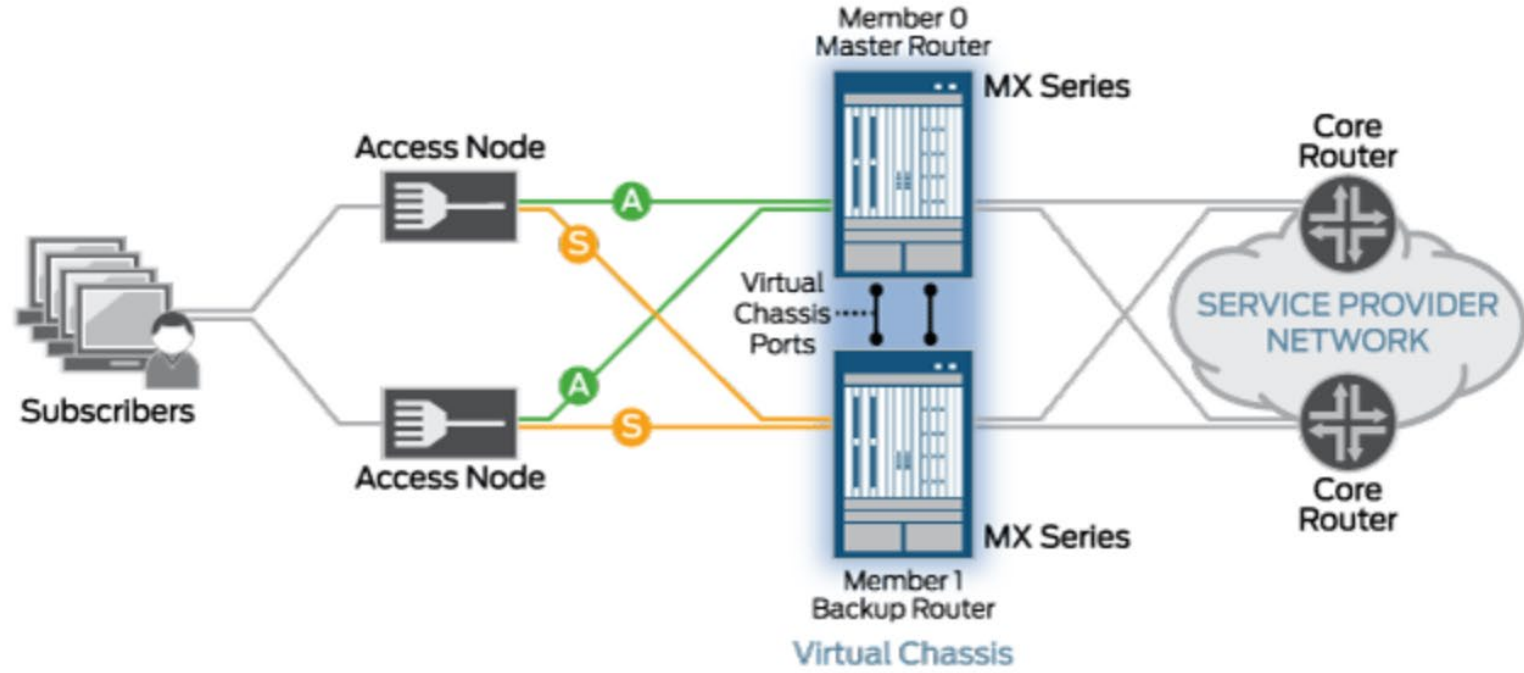 Member 0
Master Router
MX Series
Core
Router
Access Node
A
S
Virtual
Chassis
Ports
SERVICE PROVIDER
NETWORK
Subscribers
A
S
Access Node
Core
Router
MX Series
Member 1
Backup Router
Virtual Chassis